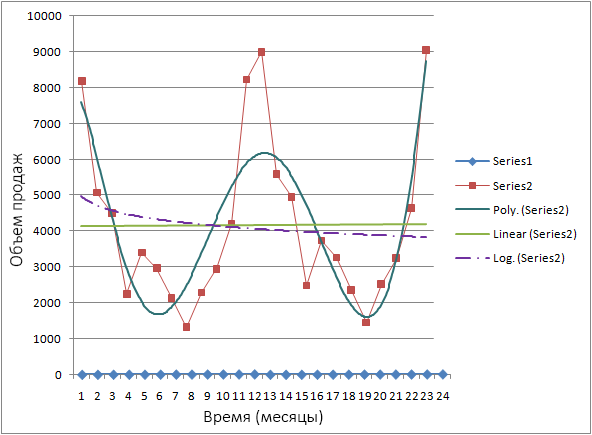 10000
9000
8000
7000
6000
5000
4000
3000
2000
1000
0
Объем продаж
1 2 3 4 5 6 7 8 9 10 11 12 13 14 15 16 17 18 19 20 21 22 23 24
Время (месяцы)
Series1
Series2
Poly. (Series2)
Linear (Series2)
Log. (Series2)